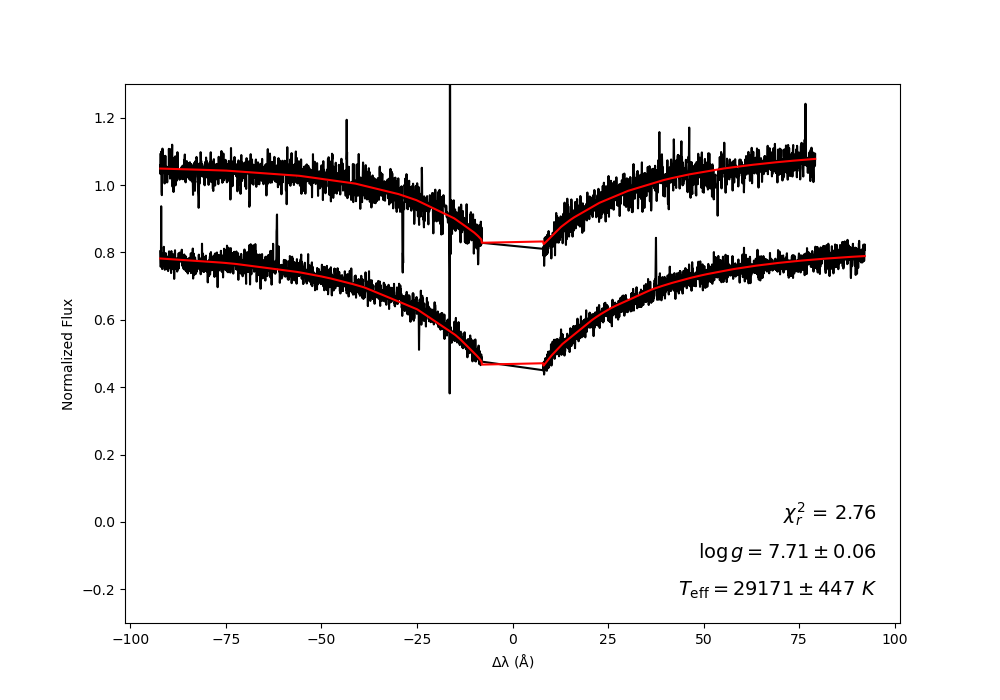 1.2
1.0
0.8
0.6
0.4
0.2
0.0
−0.2
Normalized Flux
χ²ᵣ = 2.76
log g = 7.71 ± 0.06
T_eff = 29171 ± 447 K
−100 −75 −50 −25 0 25 50 75 100
Δλ (Å)